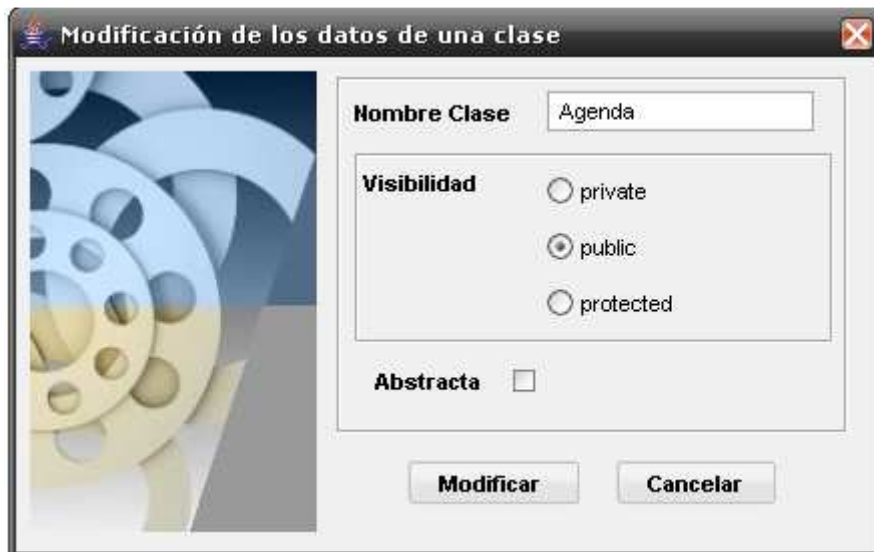 Modificación de los datos de una clase
Nombre Clase Agenda
Visibilidad private
public
protected
Abstracta
Modificar Cancelar